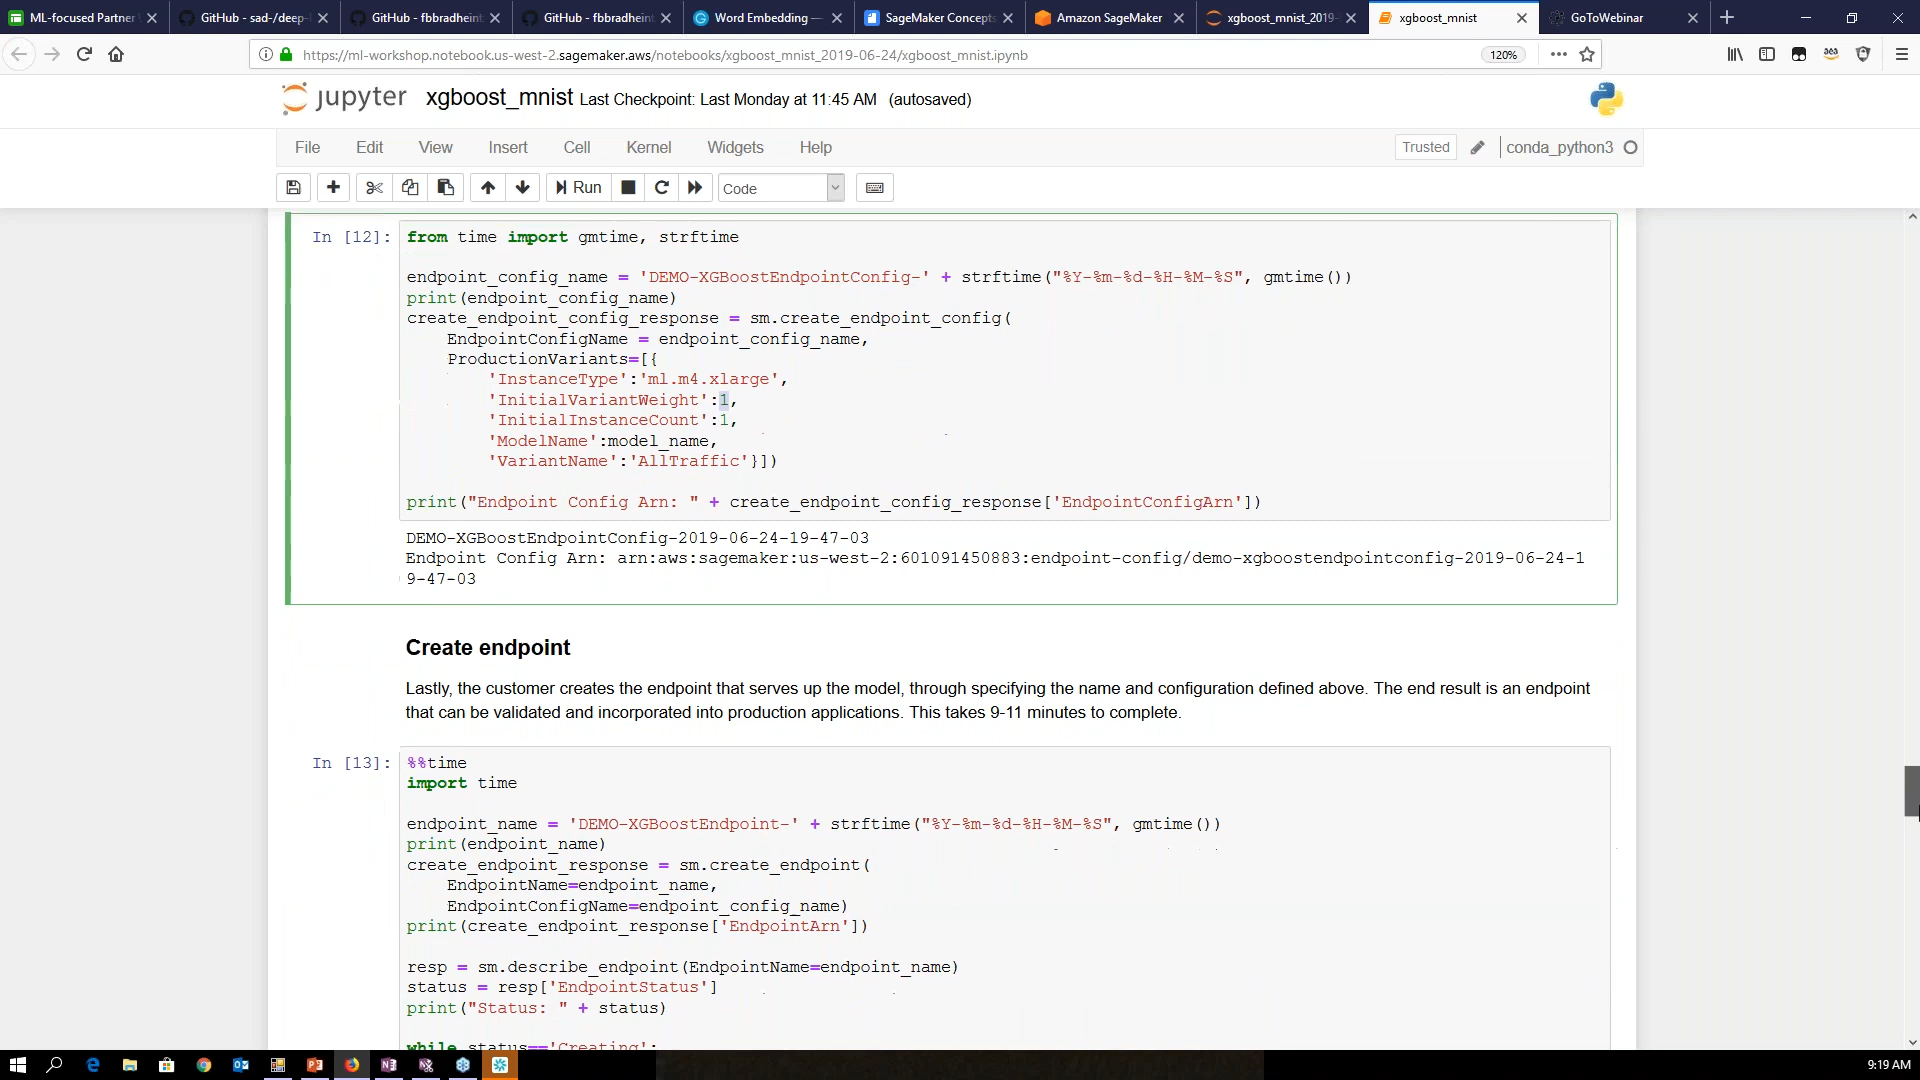 ML-focused Partner
GitHub - sad-/deep-
GitHub - fbbradheint
GitHub - fbbradheint
Word Embedding —
SageMaker Concepts
Amazon SageMaker
xgboost_mnist_2019-
xgboost_mnist
GoToWebinar
https://ml-workshop.notebook.us-west-2.sagemaker.aws/notebooks/xgboost_mnist_2019-06-24/xgboost_mnist.ipynb
120%
jupyter xgboost_mnist Last Checkpoint: Last Monday at 11:45 AM (autosaved)
File Edit View Insert Cell Kernel Widgets Help
Trusted
conda_python3
Run
Code
In [12]:
from time import gmtime, strftime
endpoint_config_name = 'DEMO-XGBoostEndpointConfig-' + strftime("%Y-%m-%d-%H-%M-%S", gmtime())
print(endpoint_config_name)
create_endpoint_config_response = sm.create_endpoint_config(
    EndpointConfigName = endpoint_config_name,
    ProductionVariants=[{
        'InstanceType':'ml.m4.xlarge',
        'InitialVariantWeight':1,
        'InitialInstanceCount':1,
        'ModelName':model_name,
        'VariantName':'AllTraffic'}])
print("Endpoint Config Arn: " + create_endpoint_config_response['EndpointConfigArn'])
DEMO-XGBoostEndpointConfig-2019-06-24-19-47-03
Endpoint Config Arn: arn:aws:sagemaker:us-west-2:601091450883:endpoint-config/demo-xgboostendpointconfig-2019-06-24-1
9-47-03
Create endpoint
Lastly, the customer creates the endpoint that serves up the model, through specifying the name and configuration defined above. The end result is an endpoint
that can be validated and incorporated into production applications. This takes 9-11 minutes to complete.
In [13]:
%%time
import time
endpoint_name = 'DEMO-XGBoostEndpoint-' + strftime("%Y-%m-%d-%H-%M-%S", gmtime())
print(endpoint_name)
create_endpoint_response = sm.create_endpoint(
    EndpointName=endpoint_name,
    EndpointConfigName=endpoint_config_name)
print(create_endpoint_response['EndpointArn'])
resp = sm.describe_endpoint(EndpointName=endpoint_name)
status = resp['EndpointStatus']
print("Status: " + status)
while status=='Creating':
9:19 AM